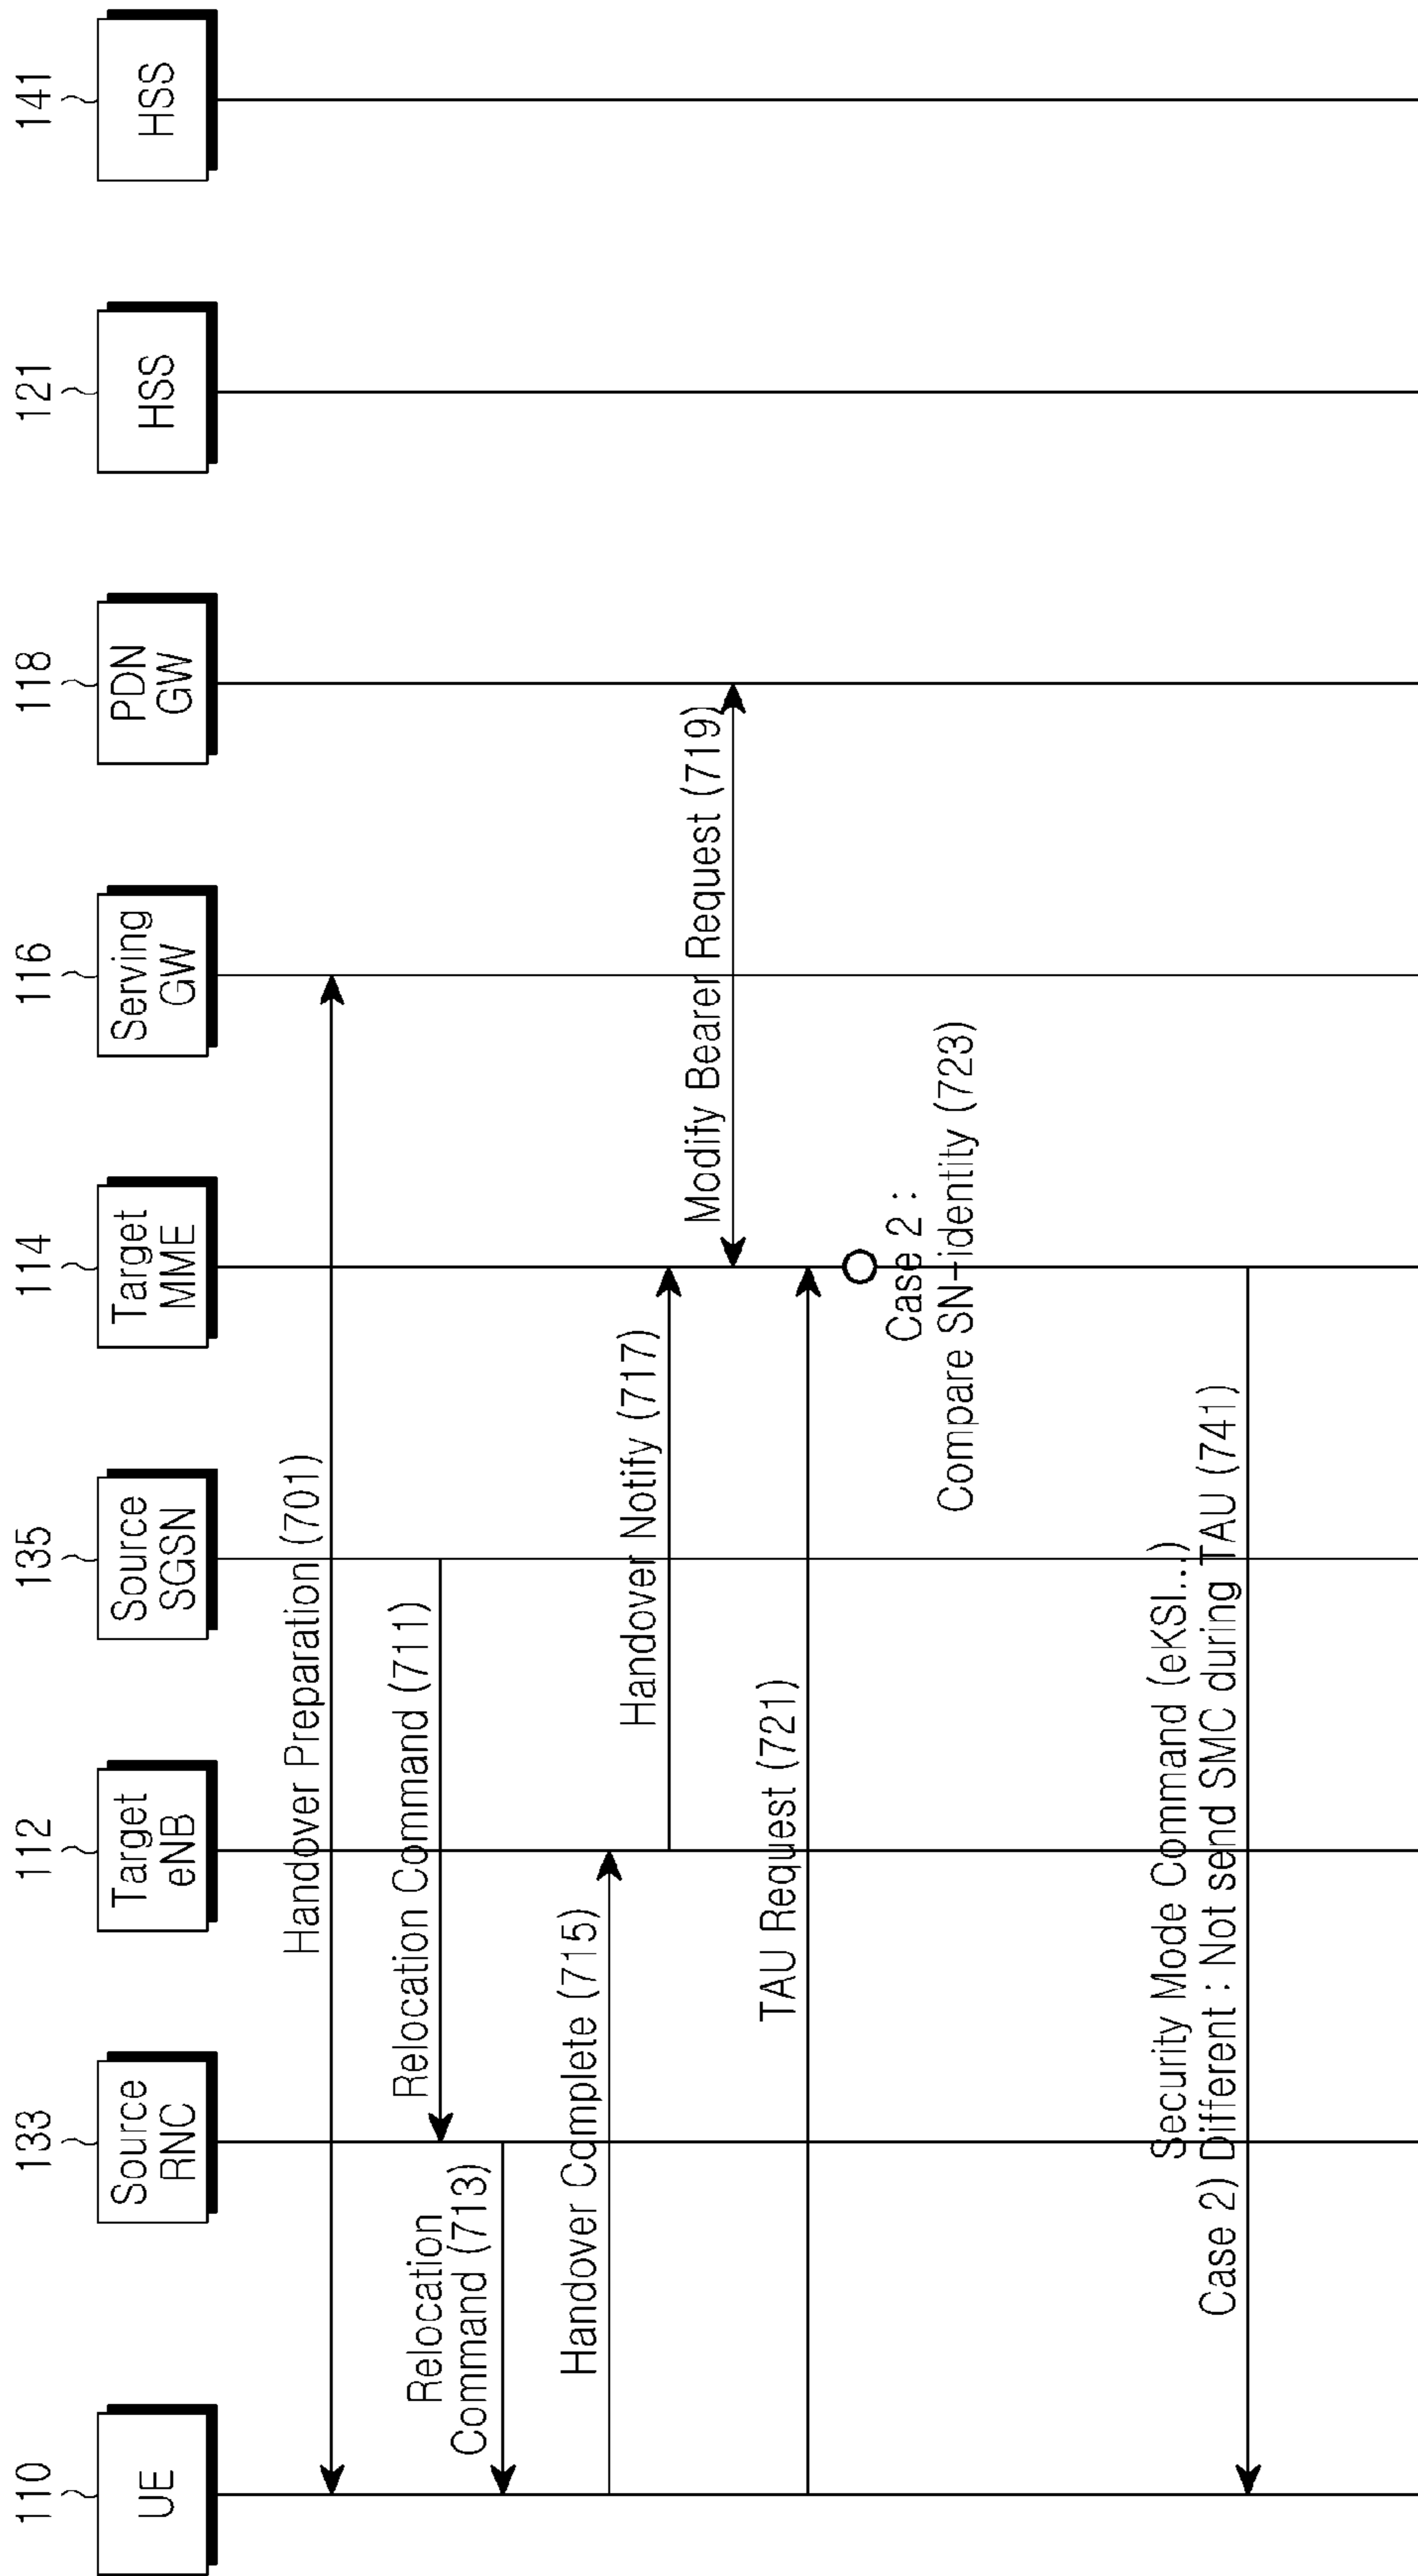 110
133
112
135
114
116
118
121
141
UE
Source
RNC
Target
eNB
Source
SGSN
Target
MME
Serving
GW
PDN
GW
HSS
HSS
Handover Preparation (701)
Relocation Command (711)
Relocation
Command (713)
Handover Complete (715)
Handover Notify (717)
Modify Bearer Request (719)
TAU Request (721)
Case 2 :
Compare SN-identity (723)
Security Mode Command (eKSI...)
Case 2) Different : Not send SMC during TAU (741)